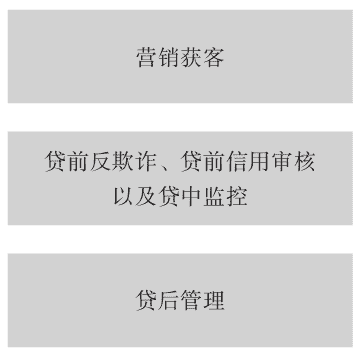 营销获客
贷前反欺诈、贷前信用审核
以及贷中监控
贷后管理